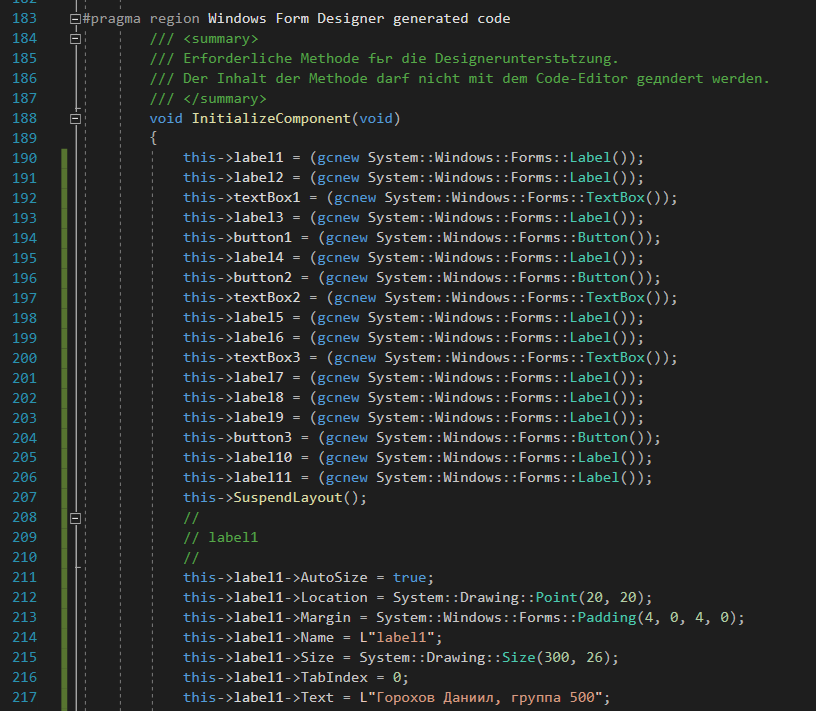 183 #pragma region Windows Form Designer generated code
184 /// <summary>
185 /// Erforderliche Methode fьr die Designerunterstьtzung.
186 /// Der Inhalt der Methode darf nicht mit dem Code-Editor geдndert werden.
187 /// </summary>
188 void InitializeComponent(void)
189 {
190 this->label1 = (gcnew System::Windows::Forms::Label());
191 this->label2 = (gcnew System::Windows::Forms::Label());
192 this->textBox1 = (gcnew System::Windows::Forms::TextBox());
193 this->label3 = (gcnew System::Windows::Forms::Label());
194 this->button1 = (gcnew System::Windows::Forms::Button());
195 this->label4 = (gcnew System::Windows::Forms::Label());
196 this->button2 = (gcnew System::Windows::Forms::Button());
197 this->textBox2 = (gcnew System::Windows::Forms::TextBox());
198 this->label5 = (gcnew System::Windows::Forms::Label());
199 this->label6 = (gcnew System::Windows::Forms::Label());
200 this->textBox3 = (gcnew System::Windows::Forms::TextBox());
201 this->label7 = (gcnew System::Windows::Forms::Label());
202 this->label8 = (gcnew System::Windows::Forms::Label());
203 this->label9 = (gcnew System::Windows::Forms::Label());
204 this->button3 = (gcnew System::Windows::Forms::Button());
205 this->label10 = (gcnew System::Windows::Forms::Label());
206 this->label11 = (gcnew System::Windows::Forms::Label());
207 this->SuspendLayout();
208 //
209 // label1
210 //
211 this->label1->AutoSize = true;
212 this->label1->Location = System::Drawing::Point(20, 20);
213 this->label1->Margin = System::Windows::Forms::Padding(4, 0, 4, 0);
214 this->label1->Name = L"label1";
215 this->label1->Size = System::Drawing::Size(300, 26);
216 this->label1->TabIndex = 0;
217 this->label1->Text = L"Горохов Даниил, группа 500";